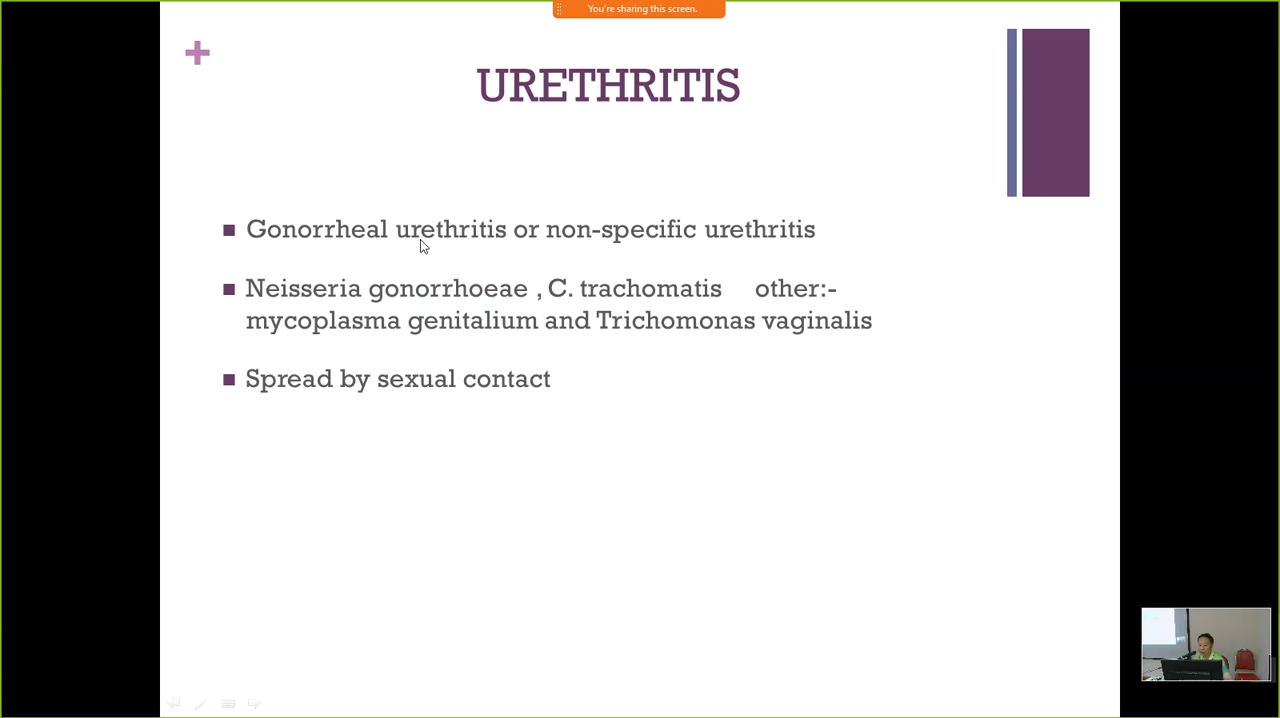 You're sharing this screen.
URETHRITIS
Gonorrheal urethritis or non-specific urethritis
Neisseria gonorrhoeae , C. trachomatis other:-
mycoplasma genitalium and Trichomonas vaginalis
Spread by sexual contact